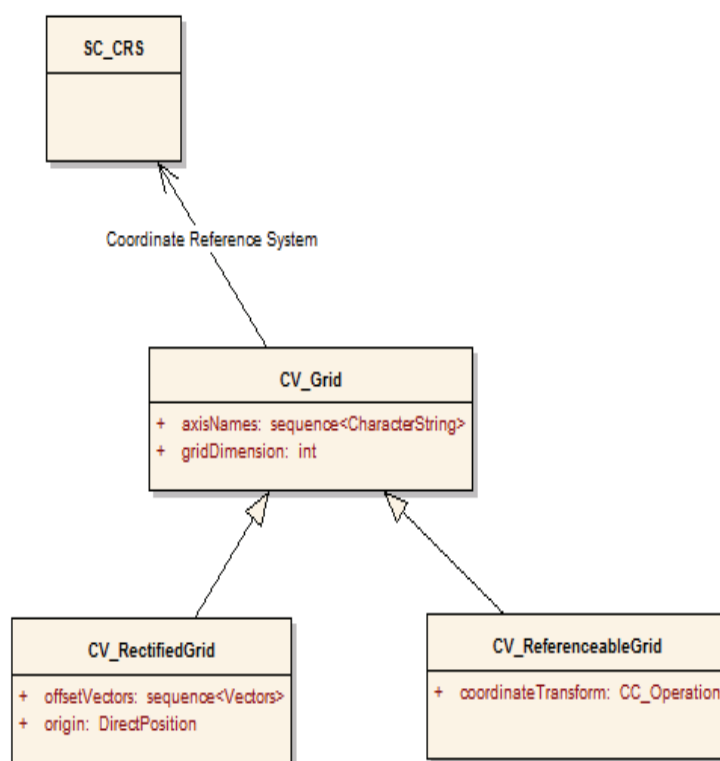 SC_CRS
Coordinate Reference System
CV_Grid
+ axisNames: sequence<CharacterString>
+ gridDimension: int
CV_RectifiedGrid
+ offsetVectors: sequence<Vectors>
+ origin: DirectPosition
CV_ReferenceableGrid
+ coordinateTransform: CC_Operation